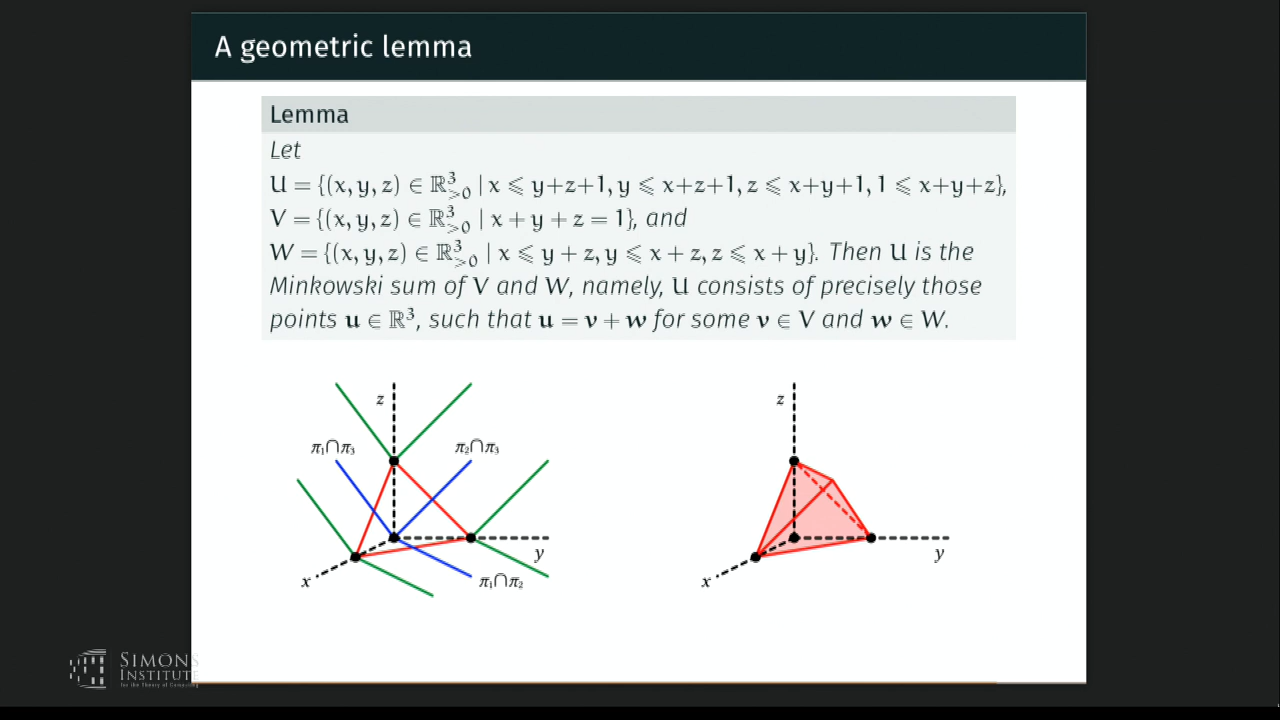 A geometric lemma
Lemma
Let
U = {(x, y, z) ∈ ℝ³_{>0} | x ⩽ y+z+1, y ⩽ x+z+1, z ⩽ x+y+1, 1 ⩽ x+y+z},
V = {(x, y, z) ∈ ℝ³_{>0} | x + y + z = 1}, and
W = {(x, y, z) ∈ ℝ³_{>0} | x ⩽ y + z, y ⩽ x + z, z ⩽ x + y}. Then U is the
Minkowski sum of V and W, namely, U consists of precisely those
points u ∈ ℝ³, such that u = v + w for some v ∈ V and w ∈ W.
z
π₁∩π₃
π₂∩π₃
y
x
π₁∩π₂
z
y
x
SIMONS
INSTITUTE
for the Theory of Computing